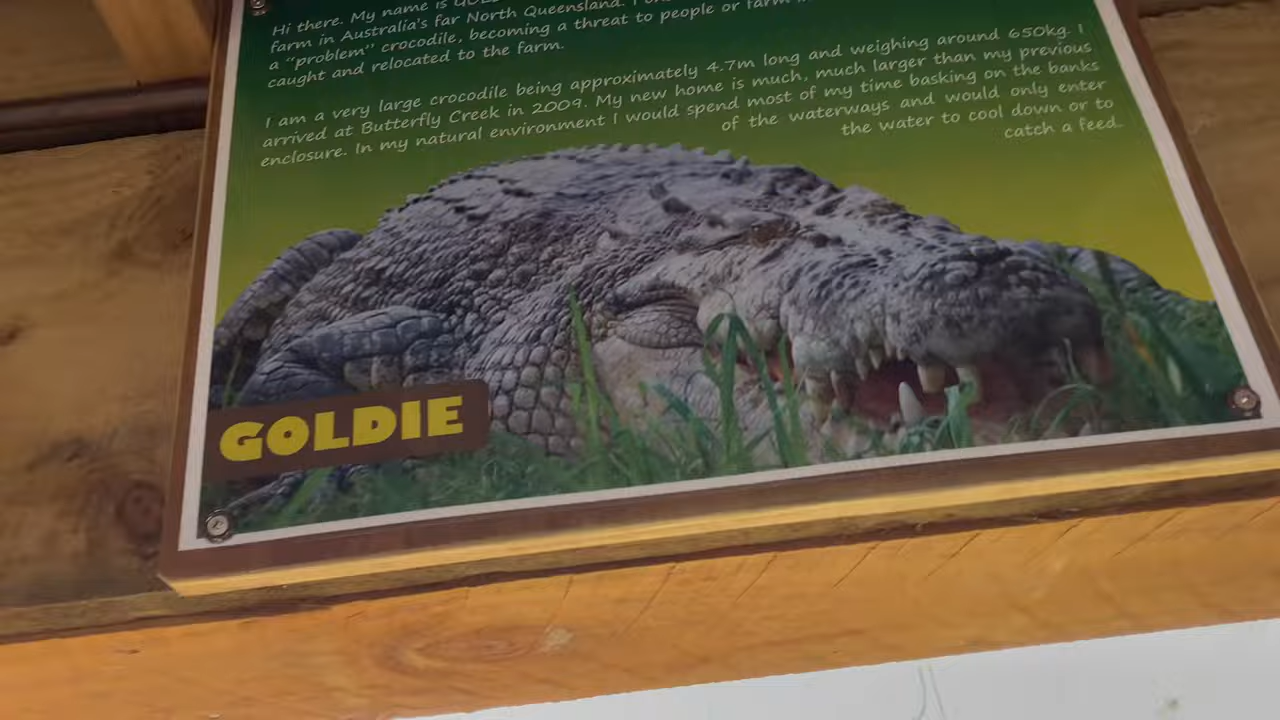 Hi there. My name is GOLD
farm in Australia's far North Queensland.
a "problem" crocodile, becoming a threat to people or farm
caught and relocated to the farm.
I am a very large crocodile being approximately 4.7m long and weighing around 650kg. I
arrived at Butterfly Creek in 2009. My new home is much, much larger than my previous
enclosure. In my natural environment I would spend most of my time basking on the banks
of the waterways and would only enter
the water to cool down or to
catch a feed.
GOLDIE